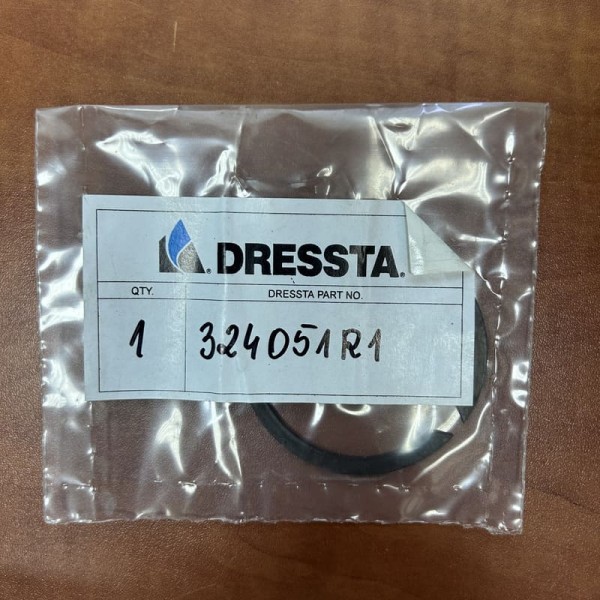 DRESSTA.
QTY. DRESSTA PART NO.
1 324051R1